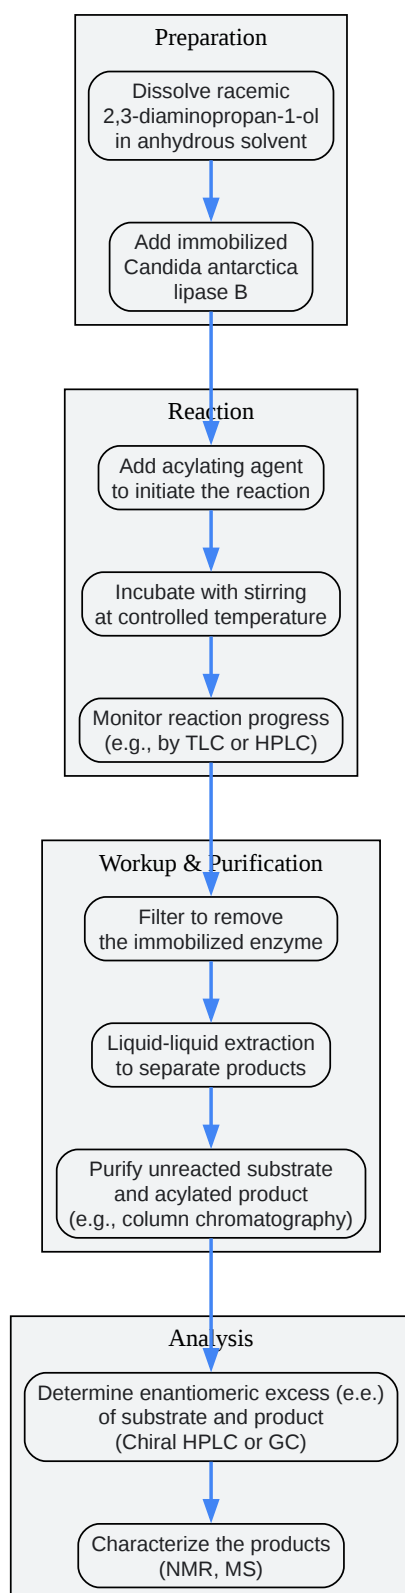 Preparation
Dissolve racemic
2,3-diaminopropan-1-ol
in anhydrous solvent
Add immobilized
Candida antarctica
lipase B
Reaction
Add acylating agent
to initiate the reaction
Incubate with stirring
at controlled temperature
Monitor reaction progress
(e.g., by TLC or HPLC)
Workup & Purification
Filter to remove
the immobilized enzyme
Liquid-liquid extraction
to separate products
Purify unreacted substrate
and acylated product
(e.g., column chromatography)
Analysis
Determine enantiomeric excess (e.e.)
of substrate and product
(Chiral HPLC or GC)
Characterize the products
(NMR, MS)